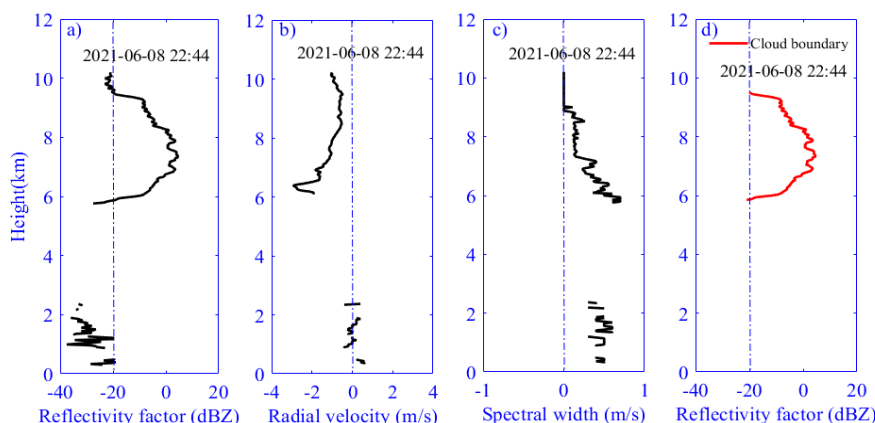 a)
2021-06-08 22:44
12
10
8
6
4
2
0
Height(km)
-40 -20 0 20
Reflectivity factor (dBZ)
b)
2021-06-08 22:44
12
10
8
6
4
2
0
-4 -2 0 2 4
Radial velocity (m/s)
c)
2021-06-08 22:44
12
10
8
6
4
2
0
-1 0 1
Spectral width (m/s)
d)
Cloud boundary
2021-06-08 22:44
12
10
8
6
4
2
0
-40 -20 0 20
Reflectivity factor (dBZ)